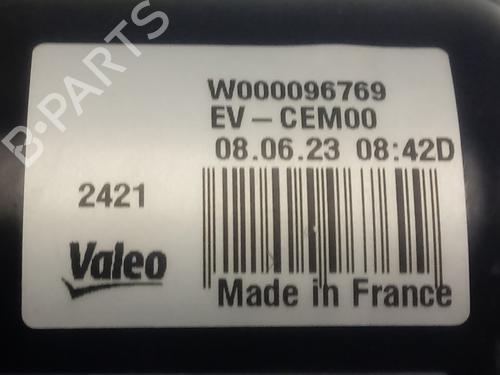 W000096769
EV-CEM00
08.06.23 08:42D
2421
Valeo
Made in France
B-PARTS